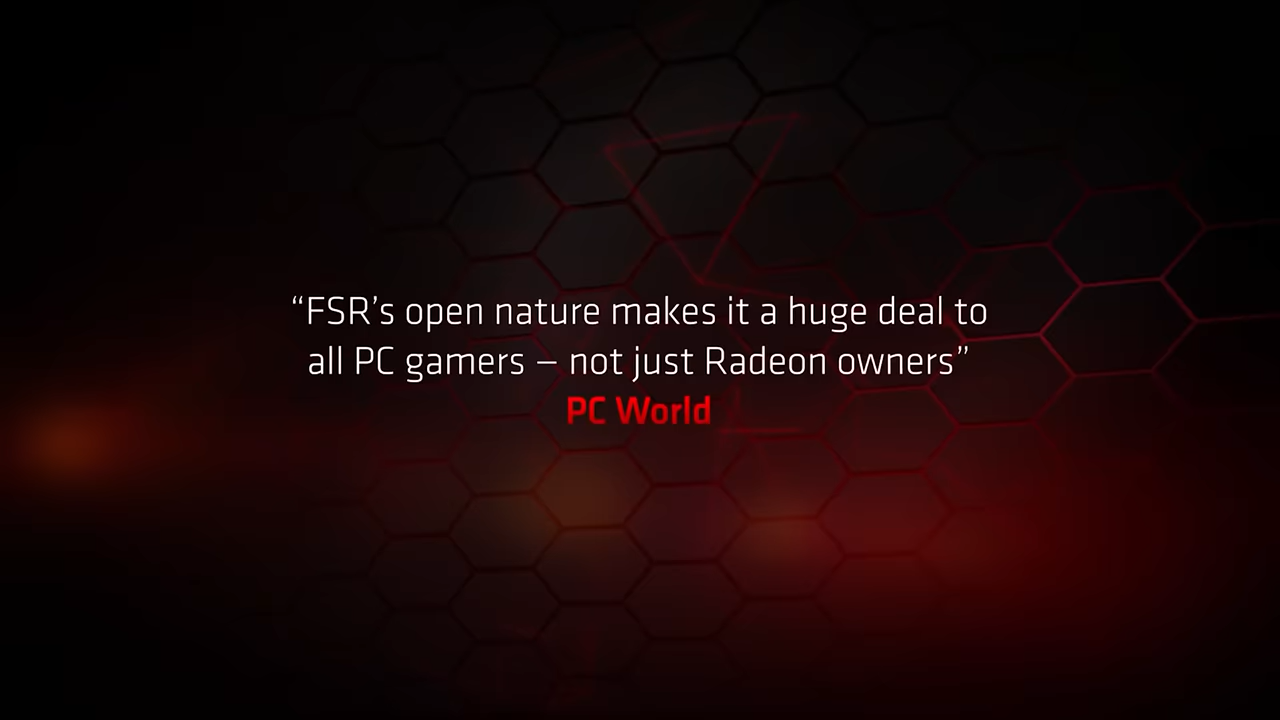 “FSR’s open nature makes it a huge deal to
all PC gamers – not just Radeon owners”
PC World